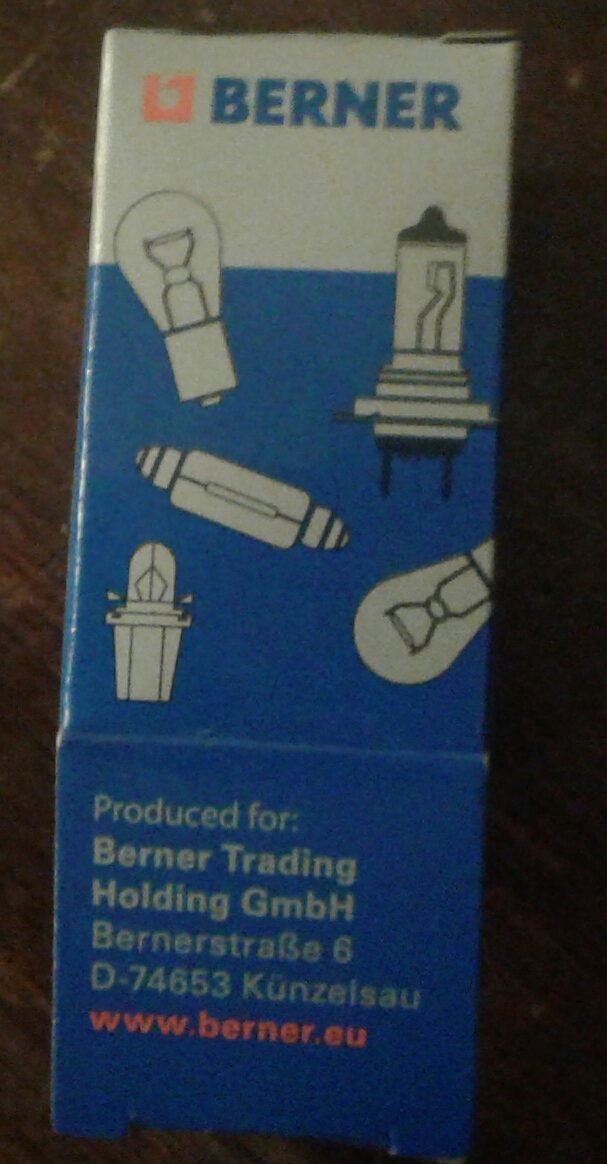 BERNER
Produced for:
Berner Trading
Holding GmbH
Bernerstraße 6
D-74653 Künzelsau
www.berner.eu